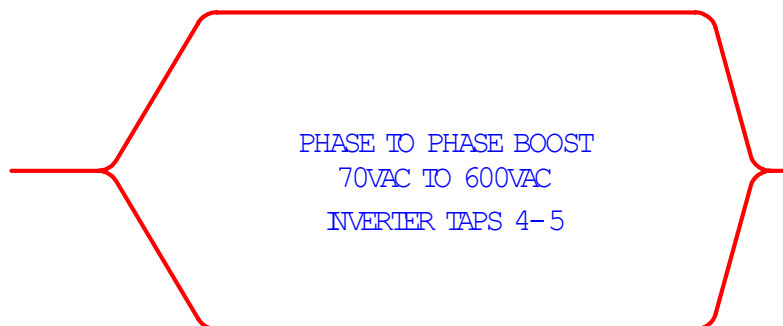 PHASE TO PHASE BOOST
70VAC TO 600VAC
INVERTER TAPS 4-5